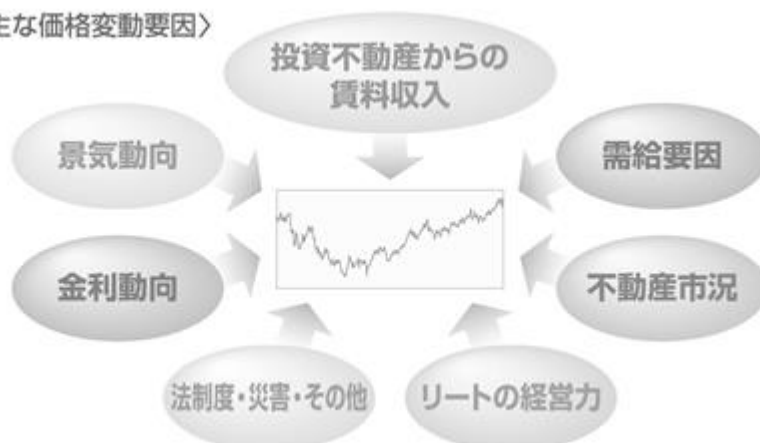 主な価格変動要因〉
投資不動産からの
賃料収入
景気動向
需給要因
金利動向
不動産市況
法制度・災害・その他
リートの経営力